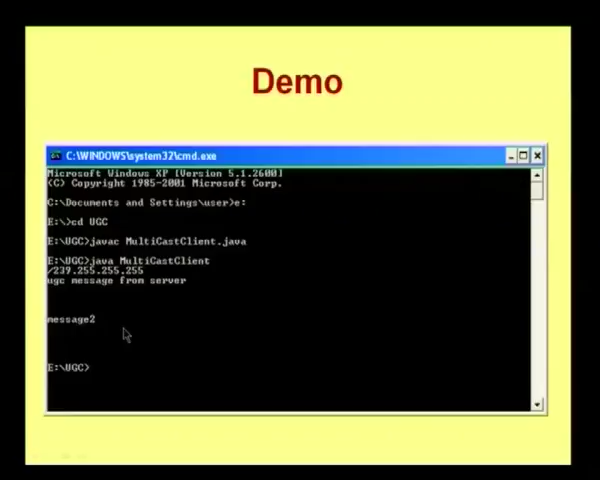 Demo
C:\WINDOWS\system32\cmd.exe
Microsoft Windows XP [Version 5.1.2600]
(C) Copyright 1985-2001 Microsoft Corp.
C:\Documents and Settings\user>e:
E:\>cd UGC
E:\UGC>javac MultiCastClient.java
E:\UGC>java MultiCastClient
/239.255.255.255
ugc message from server
message2
E:\UGC>